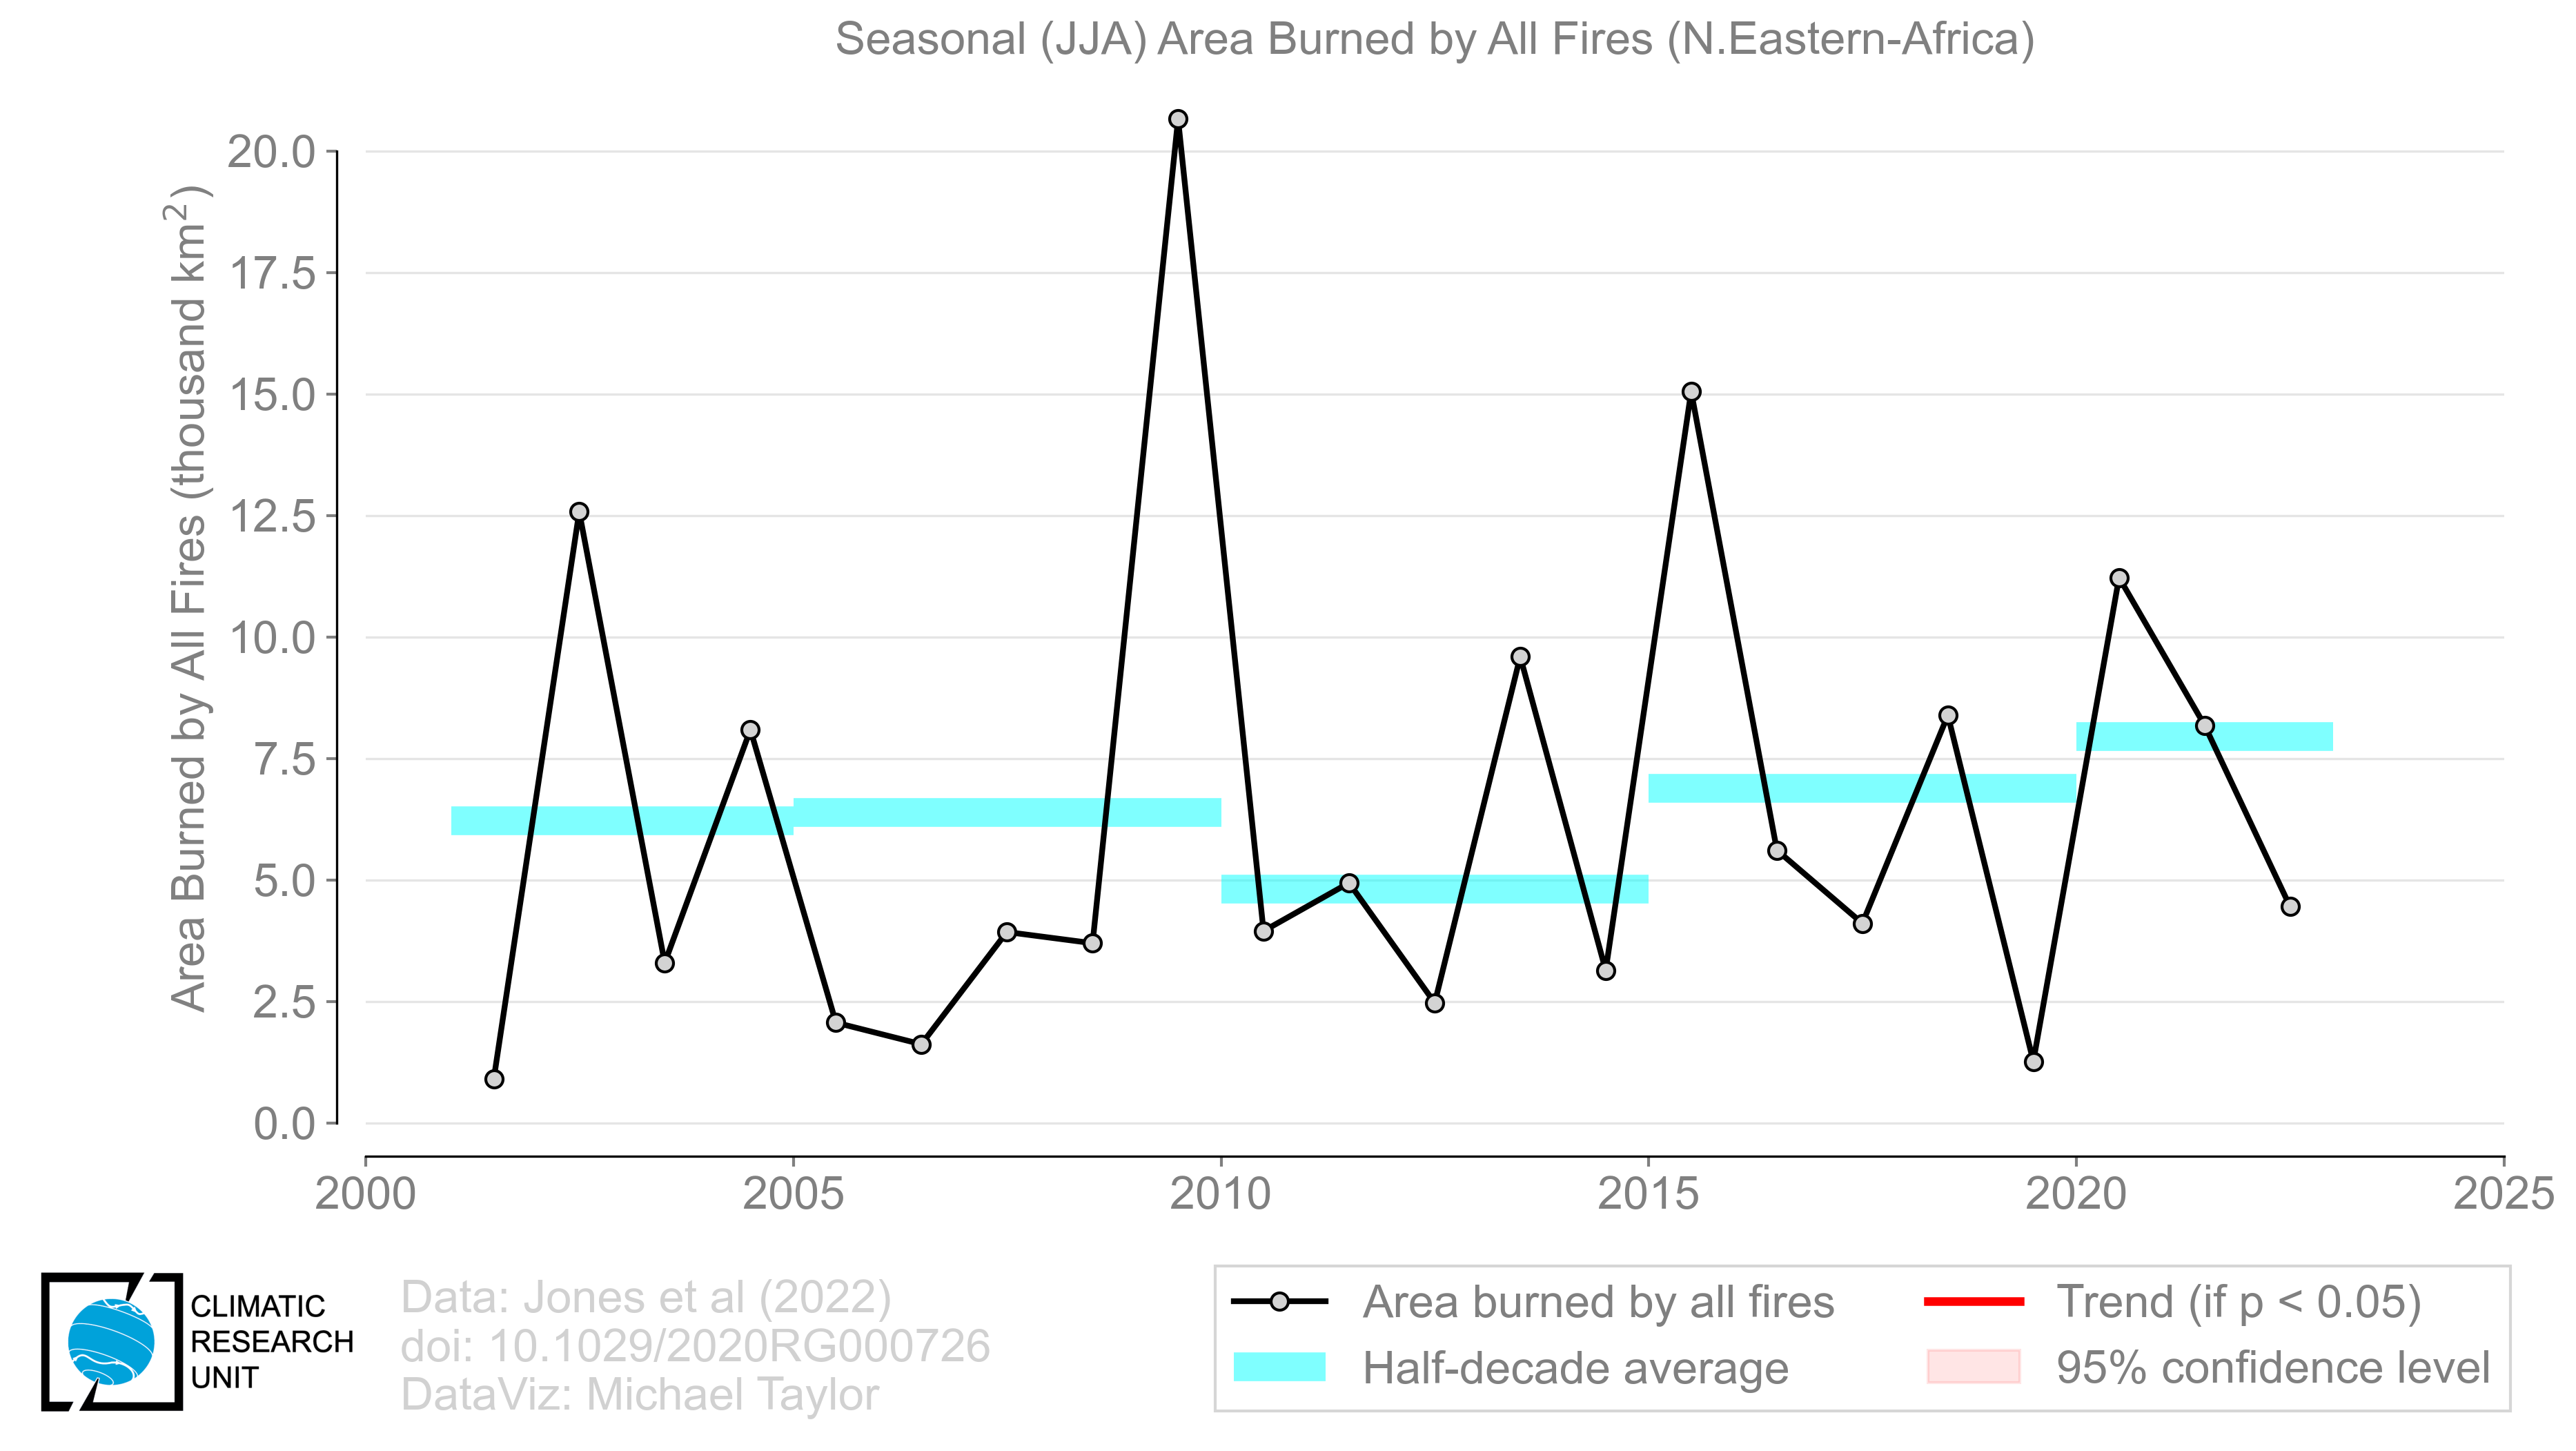 Seasonal (JJA) Area Burned by All Fires (N.Eastern-Africa)
Area Burned by All Fires (thousand km²)
20.0
17.5
15.0
12.5
10.0
7.5
5.0
2.5
0.0
2000 2005 2010 2015 2020 2025
CLIMATIC
RESEARCH
UNIT
Data: Jones et al (2022)
doi: 10.1029/2020RG000726
DataViz: Michael Taylor
Area burned by all fires
Half-decade average
Trend (if p < 0.05)
95% confidence level